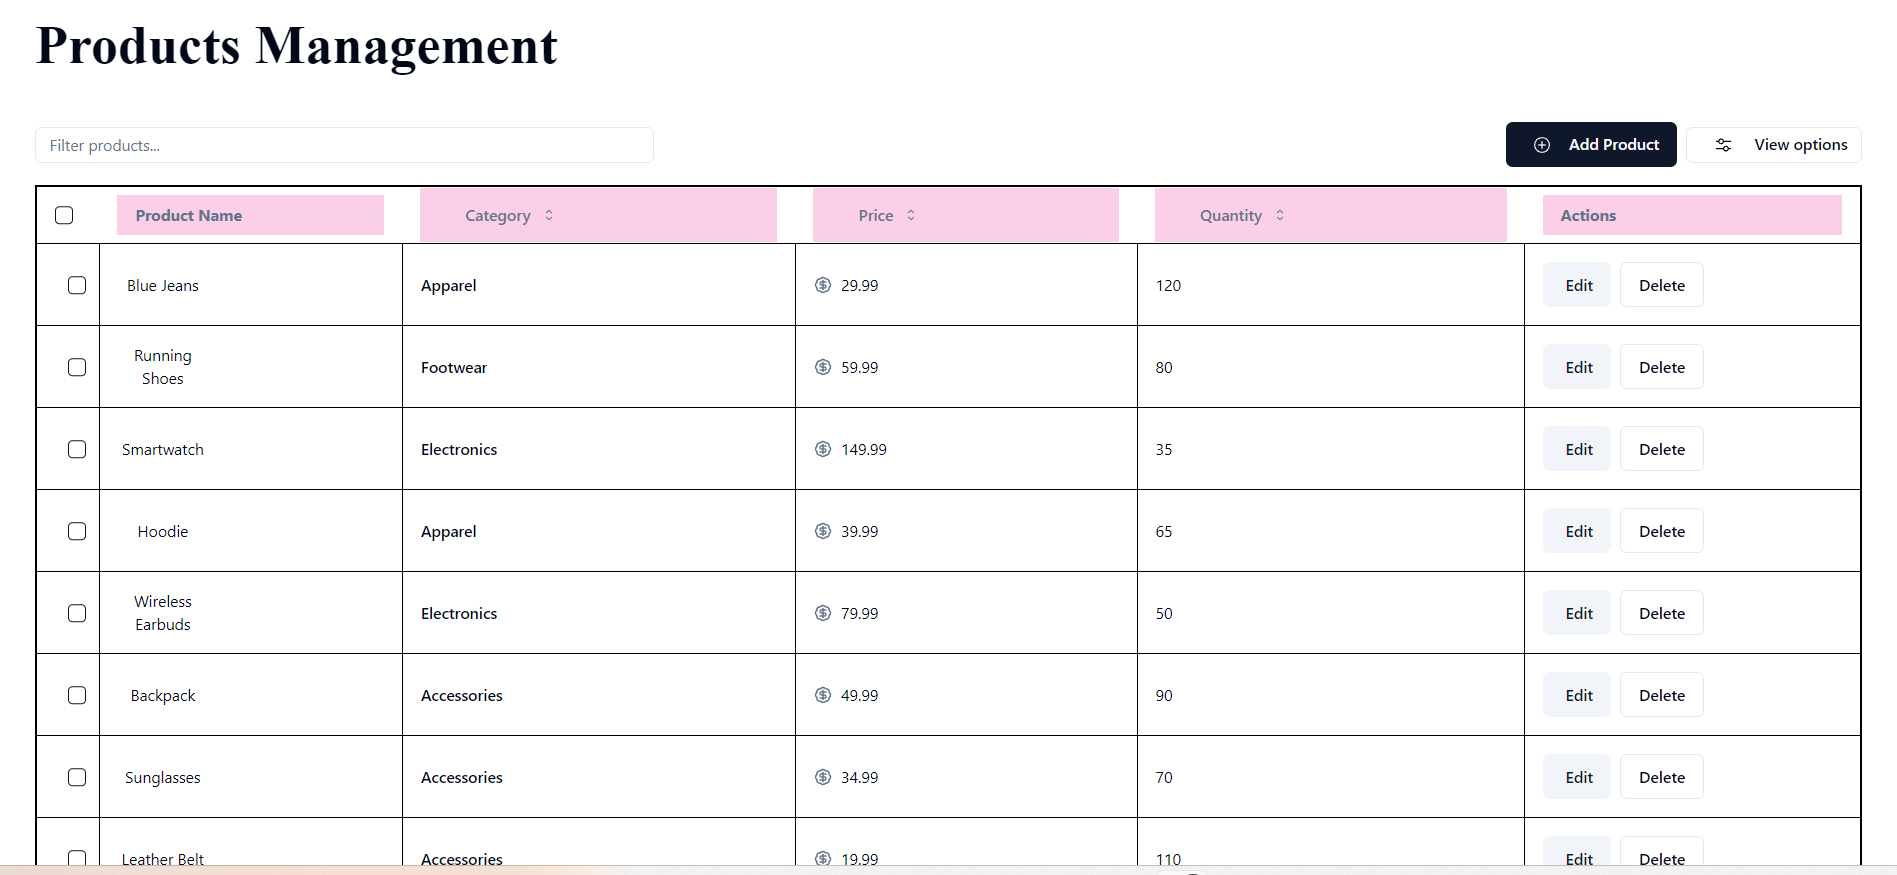 Products Management
Filter products...
Add Product
View options
Product Name Category Price Quantity Actions
Blue Jeans Apparel 29.99 120 Edit Delete
Running
Shoes
Footwear 59.99 80 Edit Delete
Smartwatch Electronics 149.99 35 Edit Delete
Hoodie Apparel 39.99 65 Edit Delete
Wireless
Earbuds
Electronics 79.99 50 Edit Delete
Backpack Accessories 49.99 90 Edit Delete
Sunglasses Accessories 34.99 70 Edit Delete
Leather Belt Accessories 19.99 110 Edit Delete